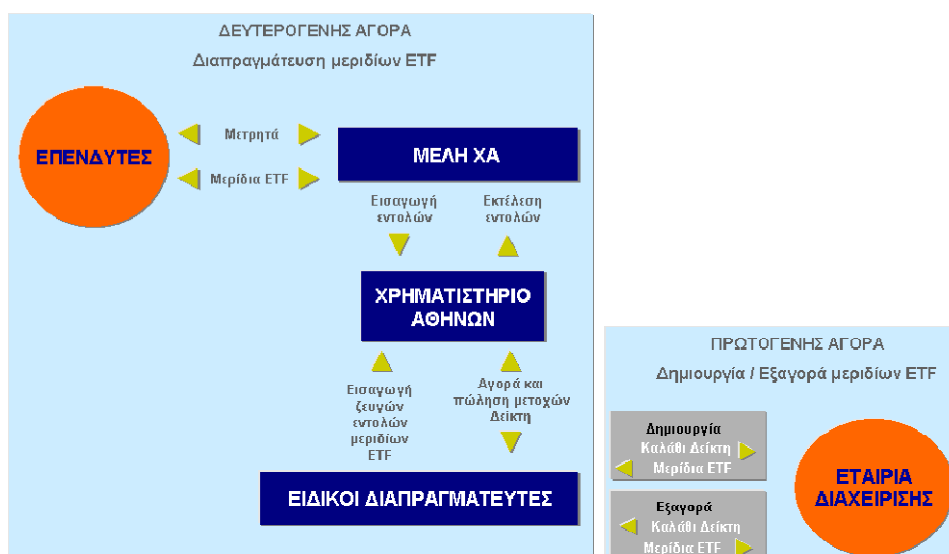 ΔΕΥΤΕΡΟΓΕΝΗΣ ΑΓΟΡΑ
Διαπραγμάτευση μεριδίων ETF
ΕΠΕΝΔΥΤΕΣ
Μετρητά
Μερίδια ETF
ΜΕΛΗ ΧΑ
Εισαγωγή
εντολών
Εκτέλεση
εντολών
ΧΡΗΜΑΤΙΣΤΗΡΙΟ
ΑΘΗΝΩΝ
Εισαγωγή
ζευγών
εντολών
μεριδίων
ETF
Αγορά και
πώληση μετοχών
Δείκτη
ΕΙΔΙΚΟΙ ΔΙΑΠΡΑΓΜΑΤΕΥΤΕΣ
ΠΡΩΤΟΓΕΝΗΣ ΑΓΟΡΑ
Δημιουργία / Εξαγορά μεριδίων ETF
Δημιουργία
Καλάθι Δείκτη
Μερίδια ETF
Εξαγορά
Καλάθι Δείκτη
Μερίδια ETF
ΕΤΑΙΡΙΑ
ΔΙΑΧΕΙΡΙΣΗΣ